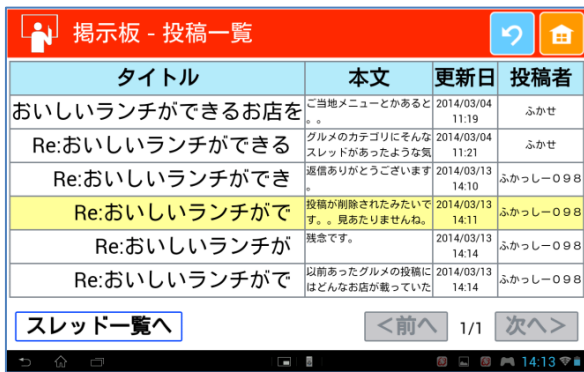 掲示板 - 投稿一覧
タイトル 本文 更新日 投稿者
おいしいランチができるお店を ご当地メニューとかあると 2014/03/04 ふかせ
。。 11:19
Re:おいしいランチができる グルメのカテゴリにそんな 2014/03/04 ふかせ
スレッドがあったような気 11:21
Re:おいしいランチができ 返信ありがとうございます 2014/03/13 ふかっしー098
。 14:10
Re:おいしいランチがで 投稿が削除されたみたいで 2014/03/13 ふかっしー098
す。。見あたりませんね。 14:11
Re:おいしいランチが 残念です。 2014/03/13 ふかっしー098
14:14
Re:おいしいランチがで 以前あったグルメの投稿に 2014/03/13 ふかっしー098
はどんなお店が載っていた 14:14
スレッド一覧へ <前へ 1/1 次へ>
14:13